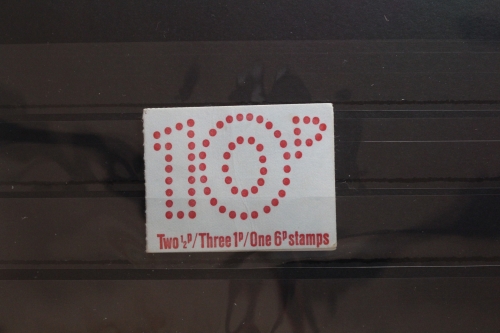 10P
Two ½P/Three 1P/One 6P stamps